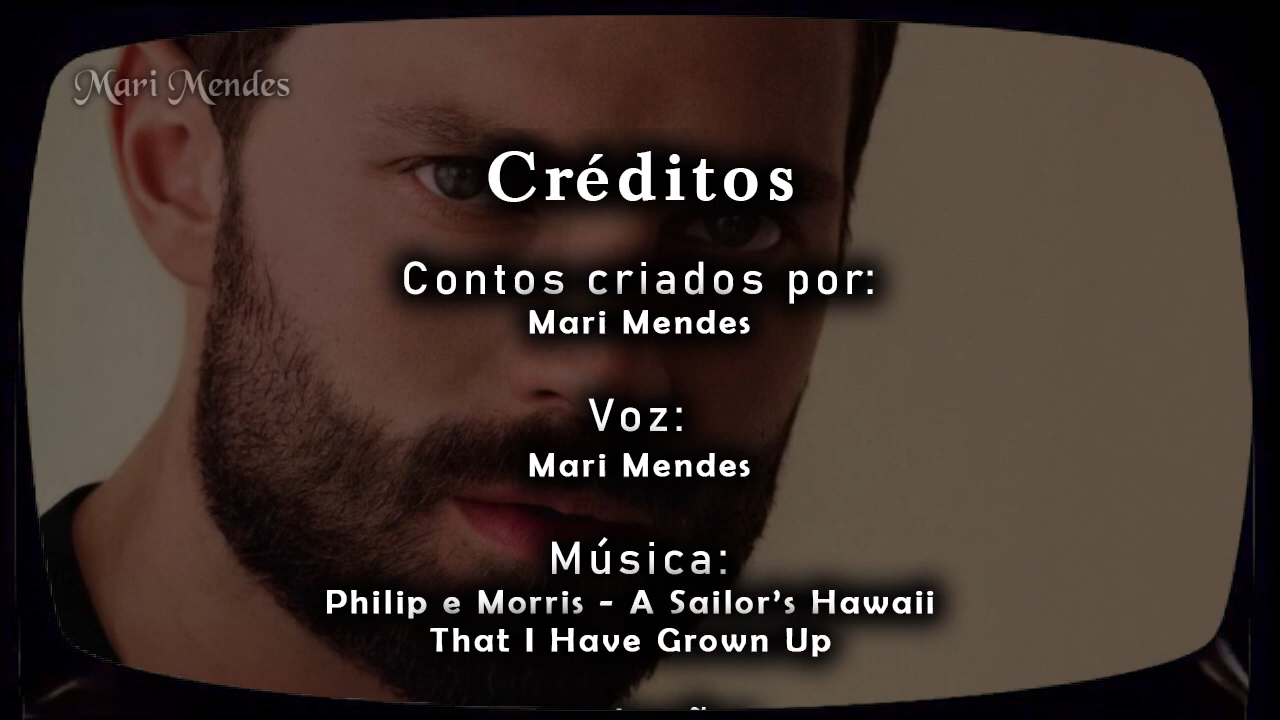 Mari Mendes
Créditos
Contos criados por:
Mari Mendes
Voz:
Mari Mendes
Música:
Philip e Morris - A Sailor's Hawaii
That I Have Grown Up